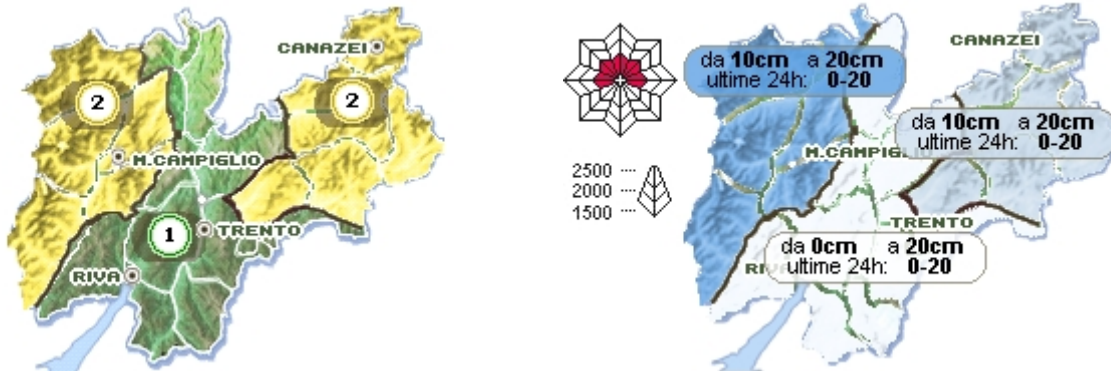 CANAZEI
2
2
M.CAMPIGLIO
1
TRENTO
RIVA
CANAZEI
da 10cm a 20cm
ultime 24h: 0-20
da 10cm a 20cm
ultime 24h: 0-20
M.CAMPIGLIO
2500
2000
1500
TRENTO
da 0cm a 20cm
ultime 24h: 0-20